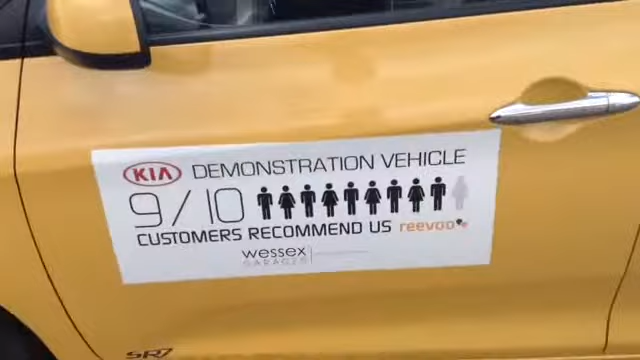 KIA DEMONSTRATION VEHICLE
9/10
CUSTOMERS RECOMMEND US reevoo
wessex
GARAGES
SR7